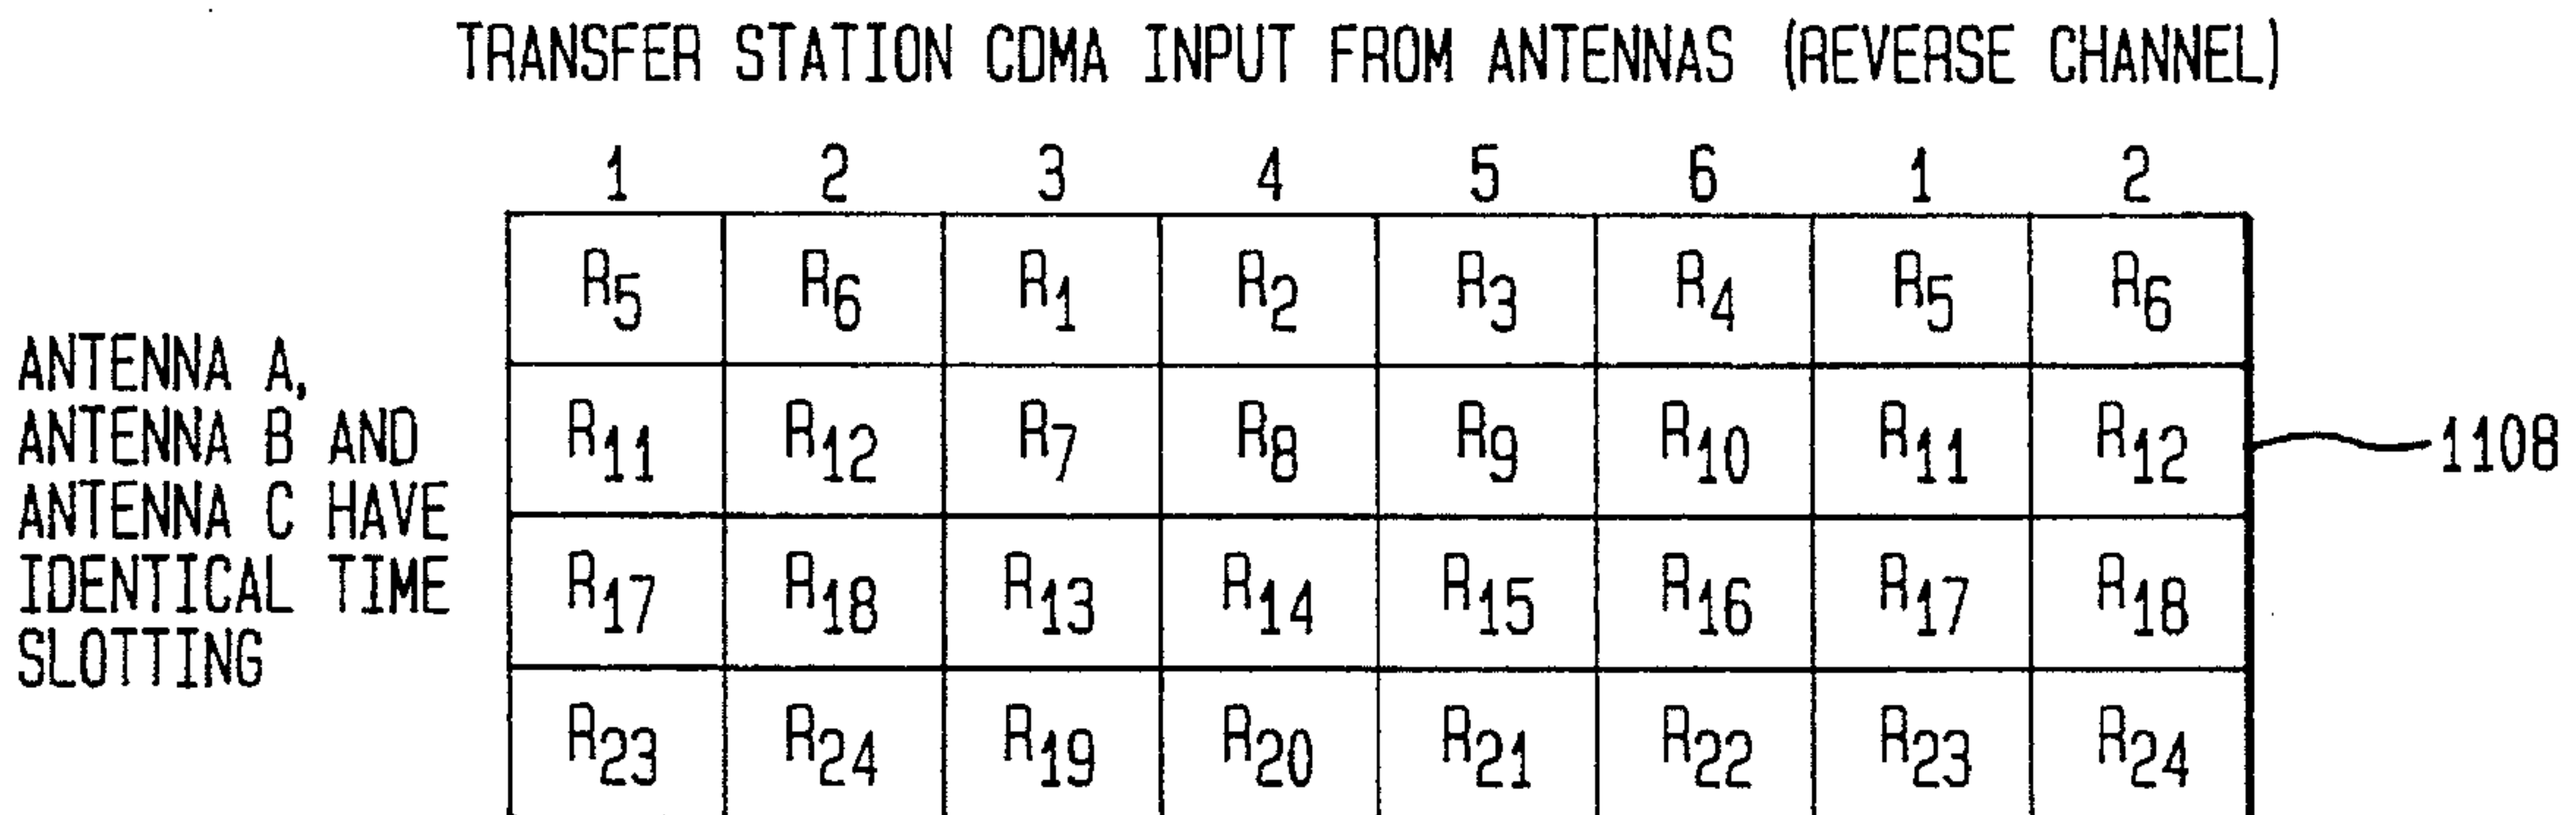 TRANSFER STATION CDMA INPUT FROM ANTENNAS (REVERSE CHANNEL)
1 2 3 4 5 6 1 2
R5 R6 R1 R2 R3 R4 R5 R6
R11 R12 R7 R8 R9 R10 R11 R12
R17 R18 R13 R14 R15 R16 R17 R18
R23 R24 R19 R20 R21 R22 R23 R24
ANTENNA A,
ANTENNA B AND
ANTENNA C HAVE
IDENTICAL TIME
SLOTTING
1108